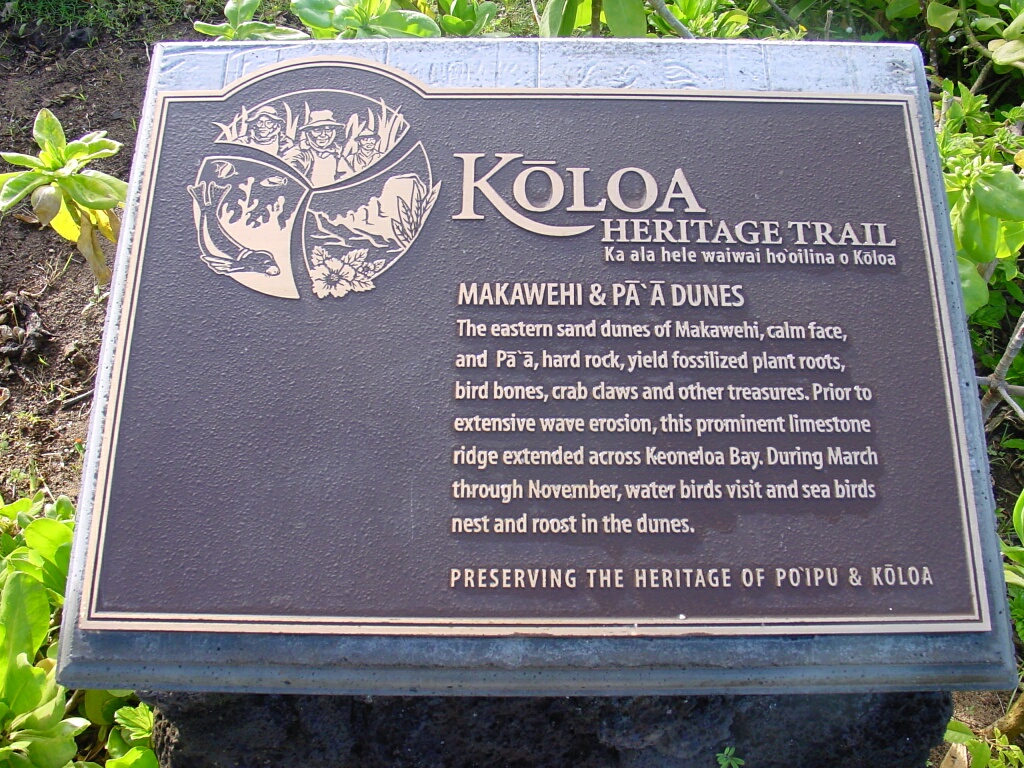 KŌLOA
HERITAGE TRAIL
Ka ala hele waiwai ho`oilina o Kōloa
MAKAWEHI & PĀ`Ā DUNES
The eastern sand dunes of Makawehi, calm face,
and Pā`ā, hard rock, yield fossilized plant roots,
bird bones, crab claws and other treasures. Prior to
extensive wave erosion, this prominent limestone
ridge extended across Keoneloa Bay. During March
through November, water birds visit and sea birds
nest and roost in the dunes.
PRESERVING THE HERITAGE OF PO`IPU & KŌLOA